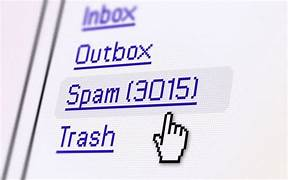 Inbox
Outbox
Spam (3015)
Trash